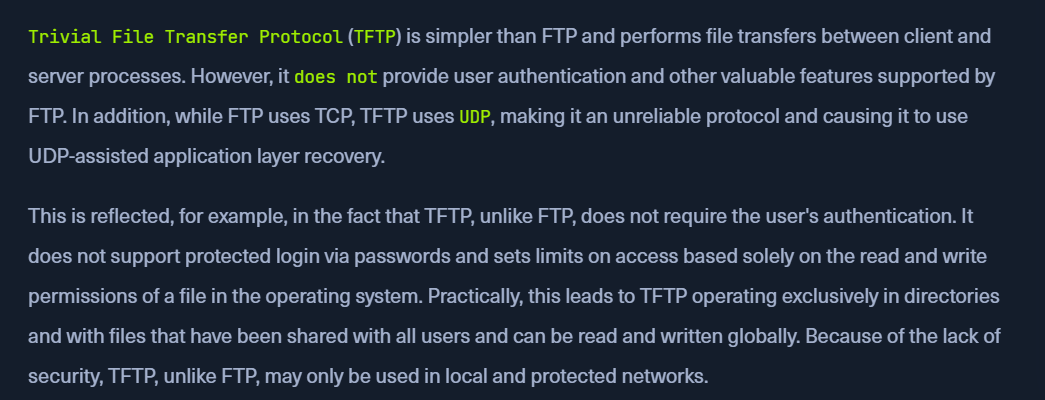 Trivial File Transfer Protocol (TFTP) is simpler than FTP and performs file transfers between client and
server processes. However, it does not provide user authentication and other valuable features supported by
FTP. In addition, while FTP uses TCP, TFTP uses UDP, making it an unreliable protocol and causing it to use
UDP-assisted application layer recovery.
This is reflected, for example, in the fact that TFTP, unlike FTP, does not require the user's authentication. It
does not support protected login via passwords and sets limits on access based solely on the read and write
permissions of a file in the operating system. Practically, this leads to TFTP operating exclusively in directories
and with files that have been shared with all users and can be read and written globally. Because of the lack of
security, TFTP, unlike FTP, may only be used in local and protected networks.